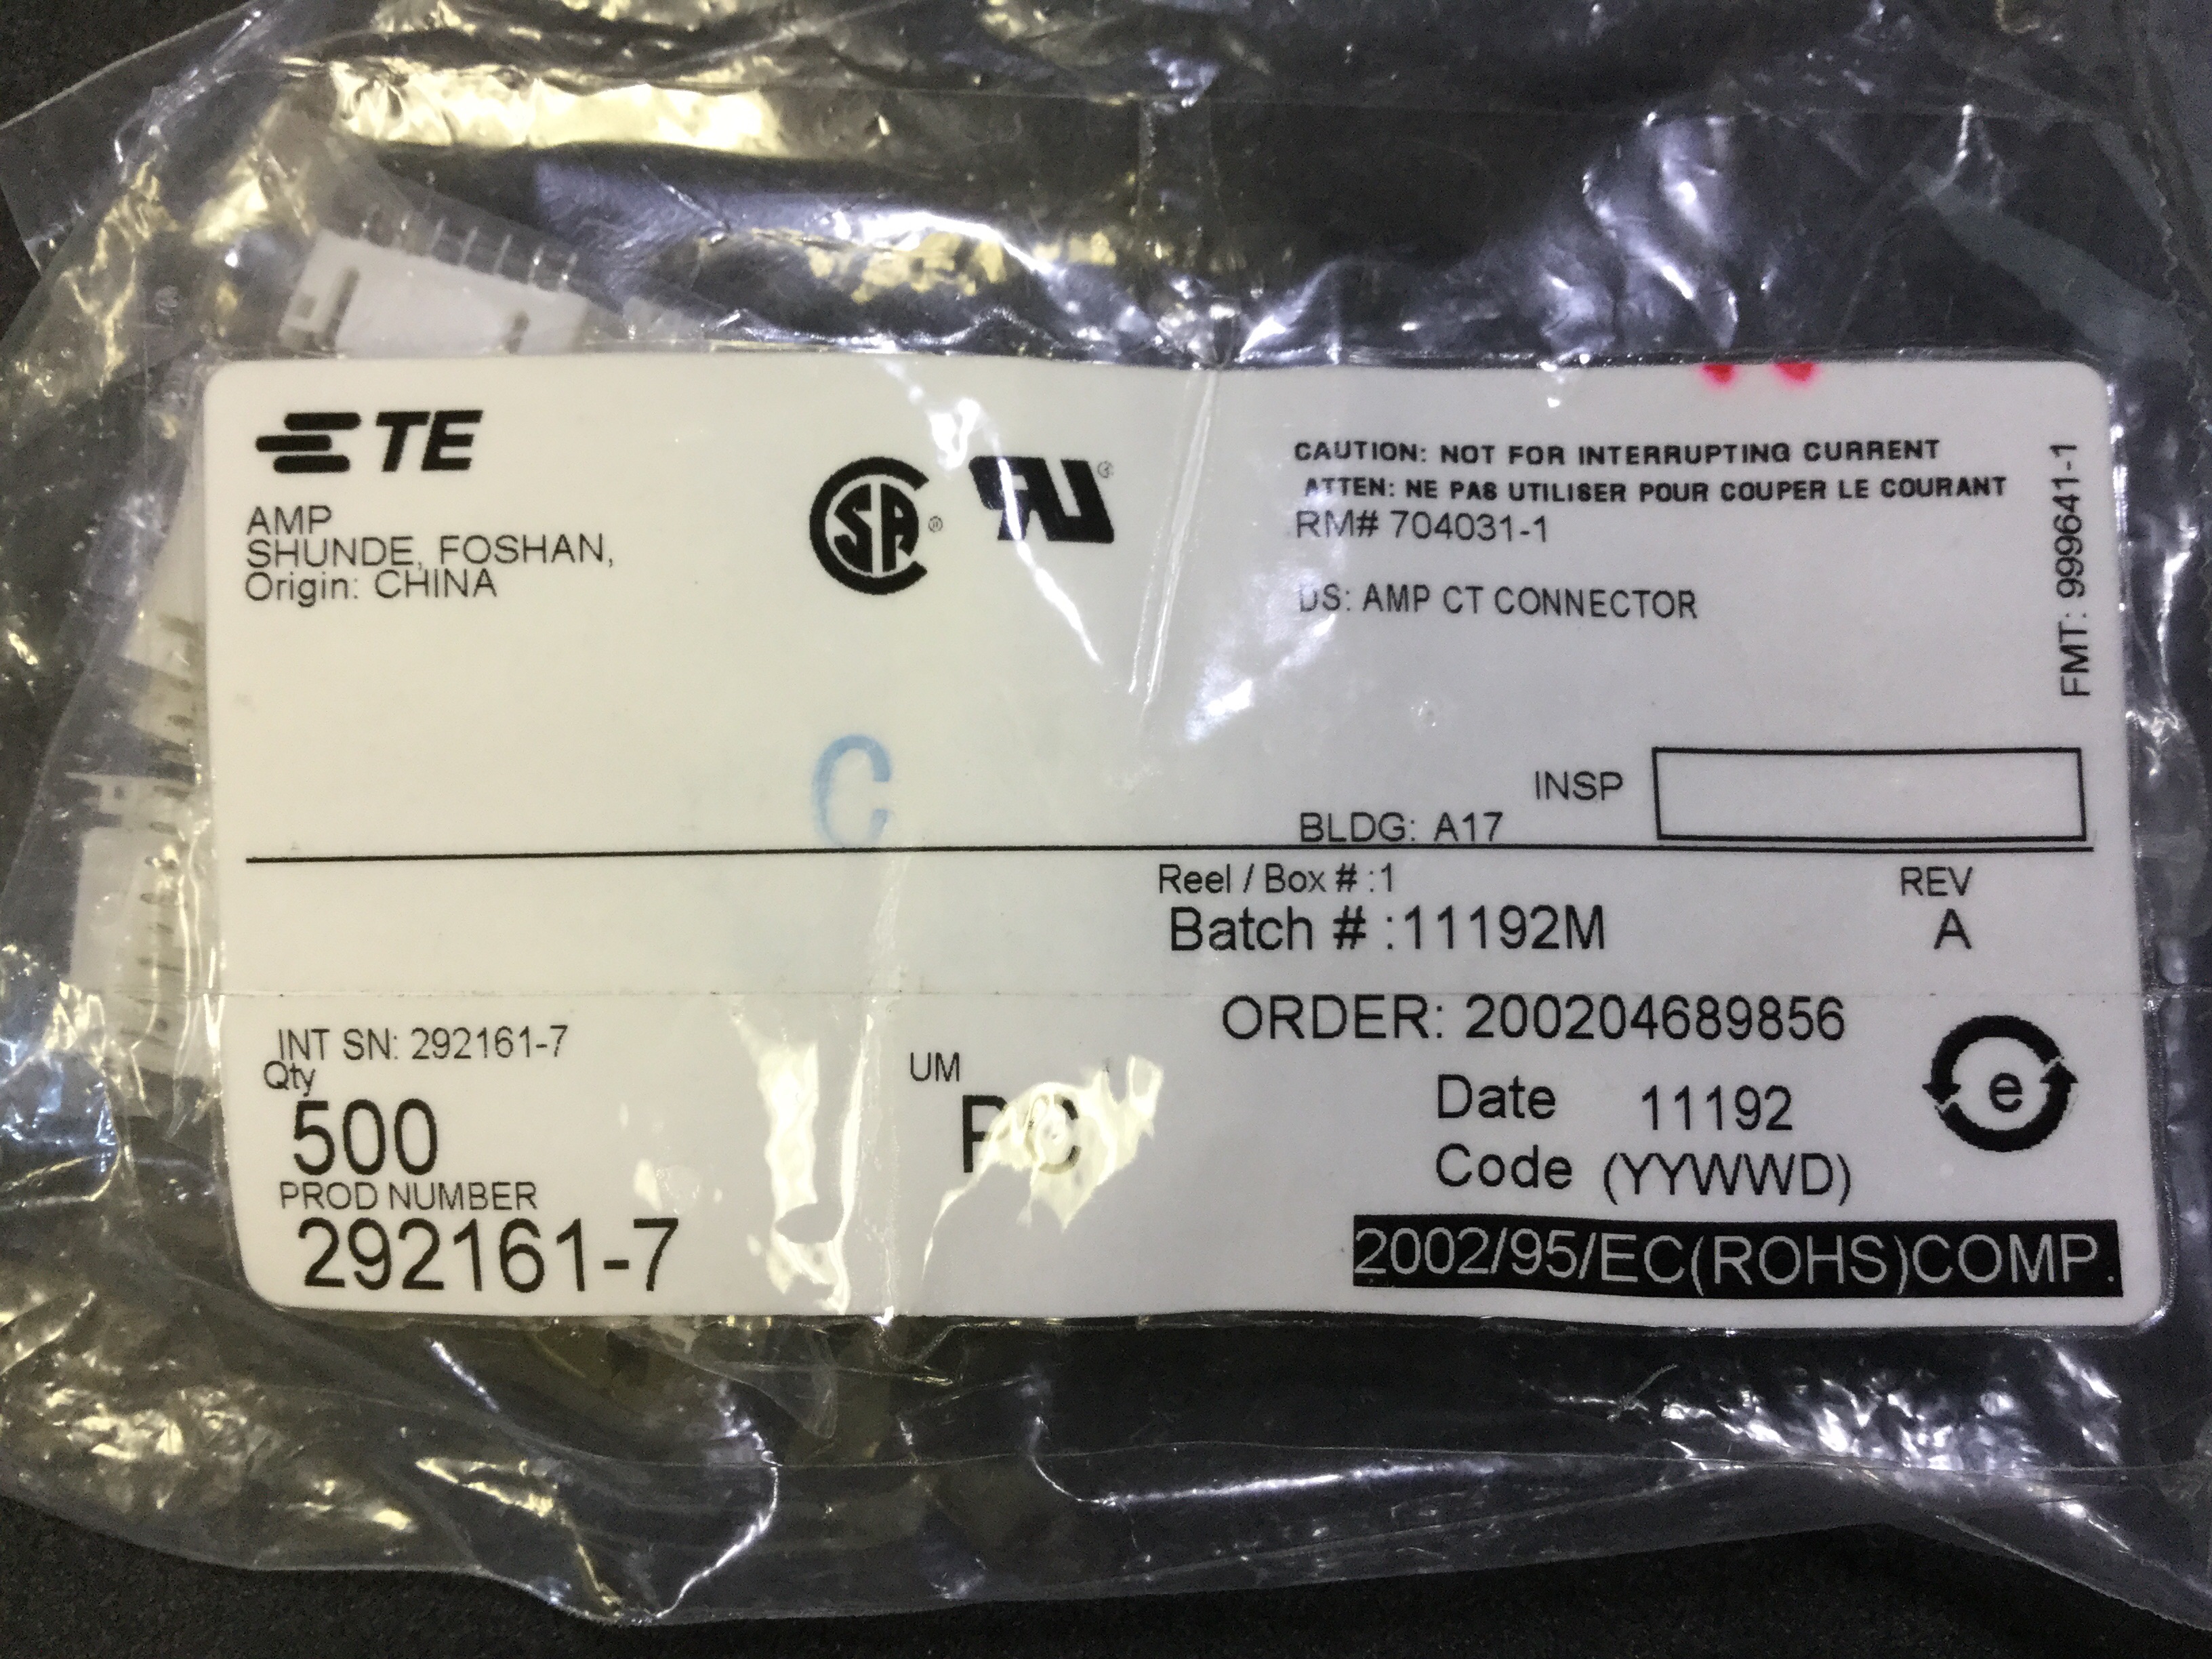 TE
AMP
SHUNDE, FOSHAN,
Origin: CHINA
SA ®
RU ®
CAUTION: NOT FOR INTERRUPTING CURRENT
ATTEN: NE PAS UTILISER POUR COUPER LE COURANT
RM# 704031-1
DS: AMP CT CONNECTOR
FMT: 999641-1
C
INSP
BLDG: A17
Reel / Box # :1
REV
Batch # :11192M
A
ORDER: 200204689856
INT SN: 292161-7
Qty
500
UM
PC
Date 11192
Code (YYWWD)
e
PROD NUMBER
292161-7
2002/95/EC(ROHS)COMP.